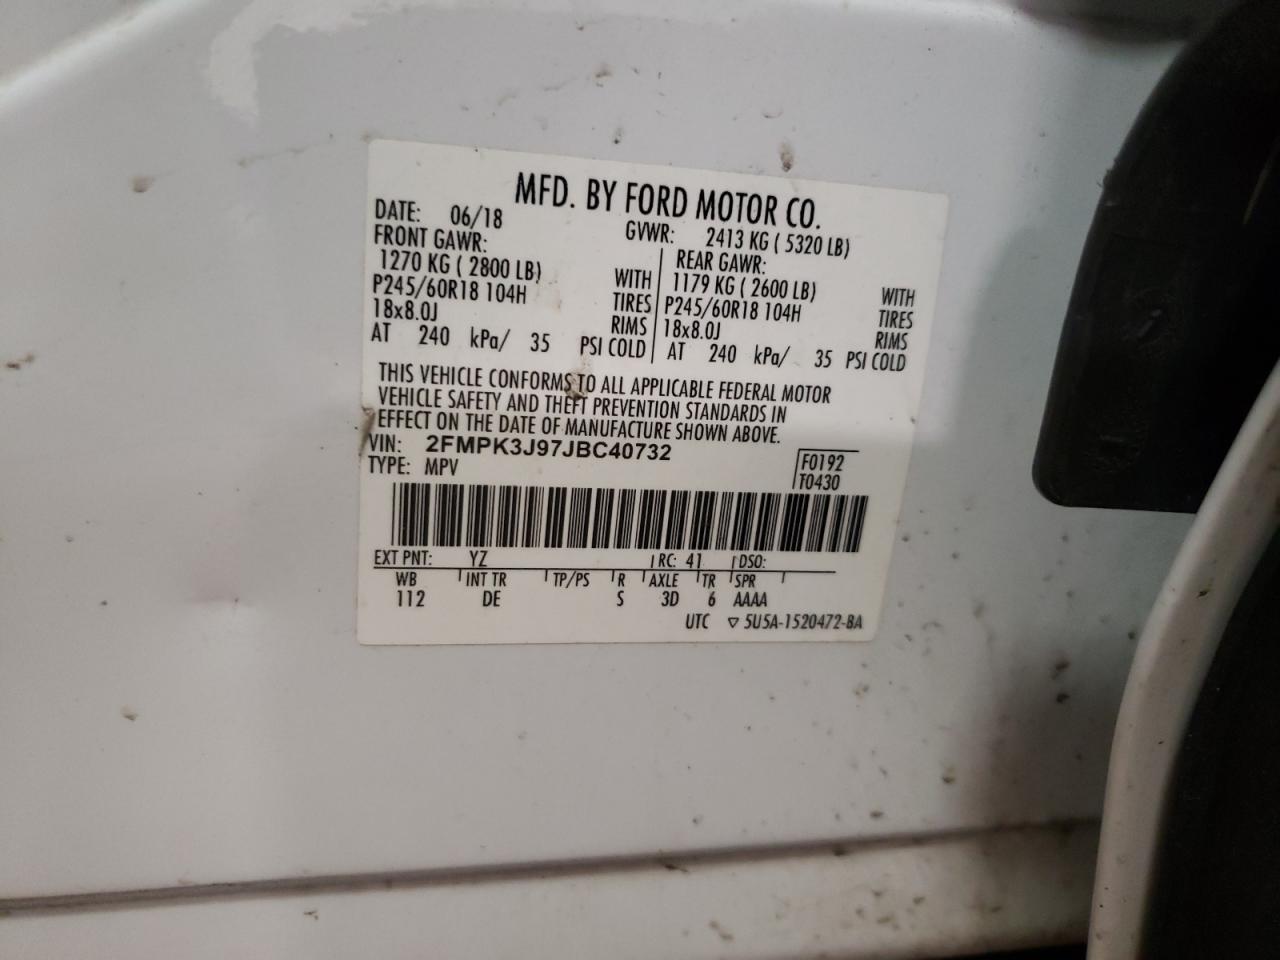 MFD. BY FORD MOTOR CO.
DATE: 06/18 GVWR: 2413 KG ( 5320 LB)
FRONT GAWR: REAR GAWR:
1270 KG ( 2800 LB) WITH 1179 KG ( 2600 LB) WITH
P245/60R18 104H TIRES P245/60R18 104H TIRES
18x8.0J RIMS 18x8.0J RIMS
AT 240 kPa/ 35 PSI COLD AT 240 kPa/ 35 PSI COLD
THIS VEHICLE CONFORMS TO ALL APPLICABLE FEDERAL MOTOR
VEHICLE SAFETY AND THEFT PREVENTION STANDARDS IN
EFFECT ON THE DATE OF MANUFACTURE SHOWN ABOVE.
VIN: 2FMPK3J97JBC40732 F0192
TYPE: MPV T0430
EXT PNT: YZ RC: 41 DSO:
WB INT TR TP/PS R AXLE TR SPR
112 DE S 3D 6 AAAA
UTC ▽ 5U5A-1520472-BA